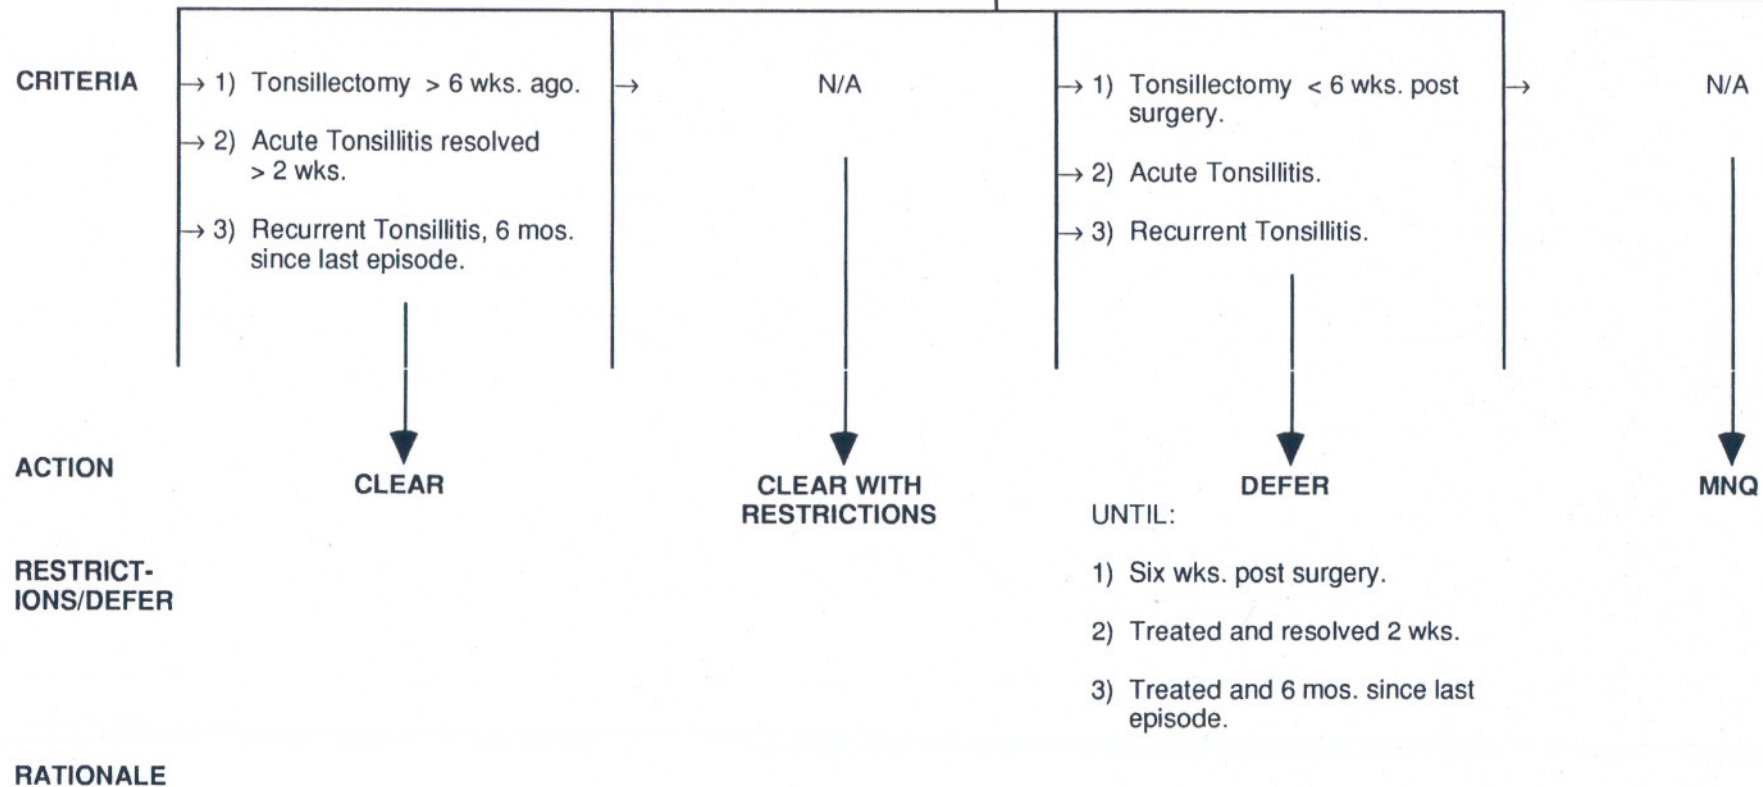 CRITERIA
→ 1) Tonsillectomy > 6 wks. ago.
→ 2) Acute Tonsillitis resolved
> 2 wks.
→ 3) Recurrent Tonsillitis, 6 mos.
since last episode.
→ N/A
→ 1) Tonsillectomy < 6 wks. post
surgery.
→ 2) Acute Tonsillitis.
→ 3) Recurrent Tonsillitis.
→ N/A
ACTION
CLEAR
CLEAR WITH
RESTRICTIONS
DEFER
MNQ
RESTRICT-
IONS/DEFER
UNTIL:
1) Six wks. post surgery.
2) Treated and resolved 2 wks.
3) Treated and 6 mos. since last
episode.
RATIONALE